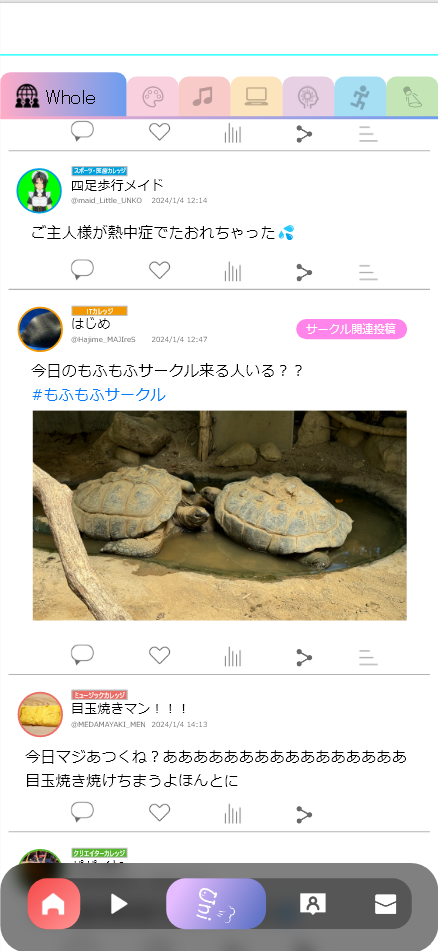 Whole
スポーツ・医療カレッジ
四足歩行メイド
@maid_Little_UNKO 2024/1/4 12:14
ご主人様が熱中症でたおれちゃった💦
ITカレッジ
はじめ
@Hajime_MAJIreS 2024/1/4 12:47
サークル関連投稿
今日のもふもふサークル来る人いる？？
#もふもふサークル
ミュージックカレッジ
目玉焼きマン！！！
@MEDAMAYAKI_MEN 2024/1/4 14:13
今日マジあつくね？ああああああああああああああああ
目玉焼き焼けちまうよほんとに
クリエイターカレッジ
Uni